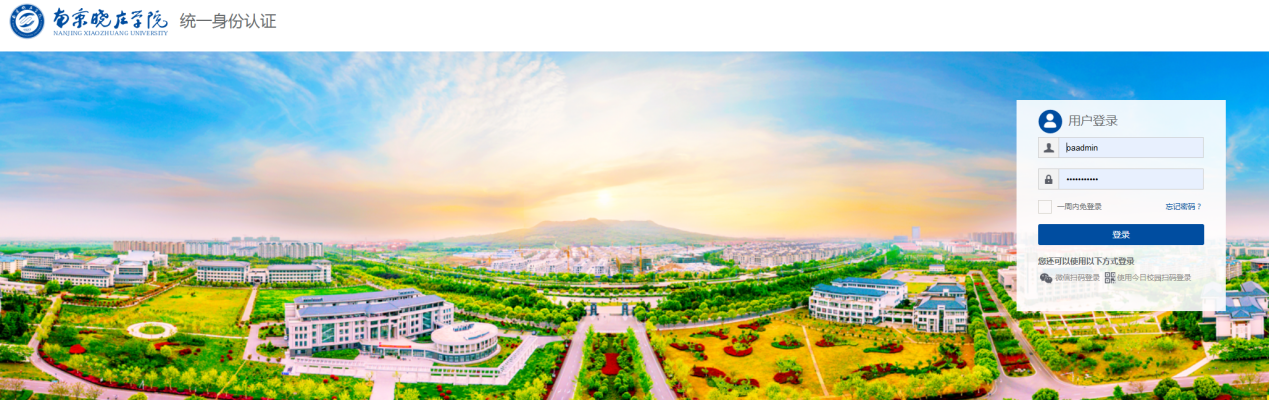 南京晓庄学院 统一身份认证
NANJING XIAOZHUANG UNIVERSITY
用户登录
paadmin
•••••••••••
一周内免登录 忘记密码？
登录
您还可以使用以下方式登录
微信扫码登录 使用今日校园扫码登录